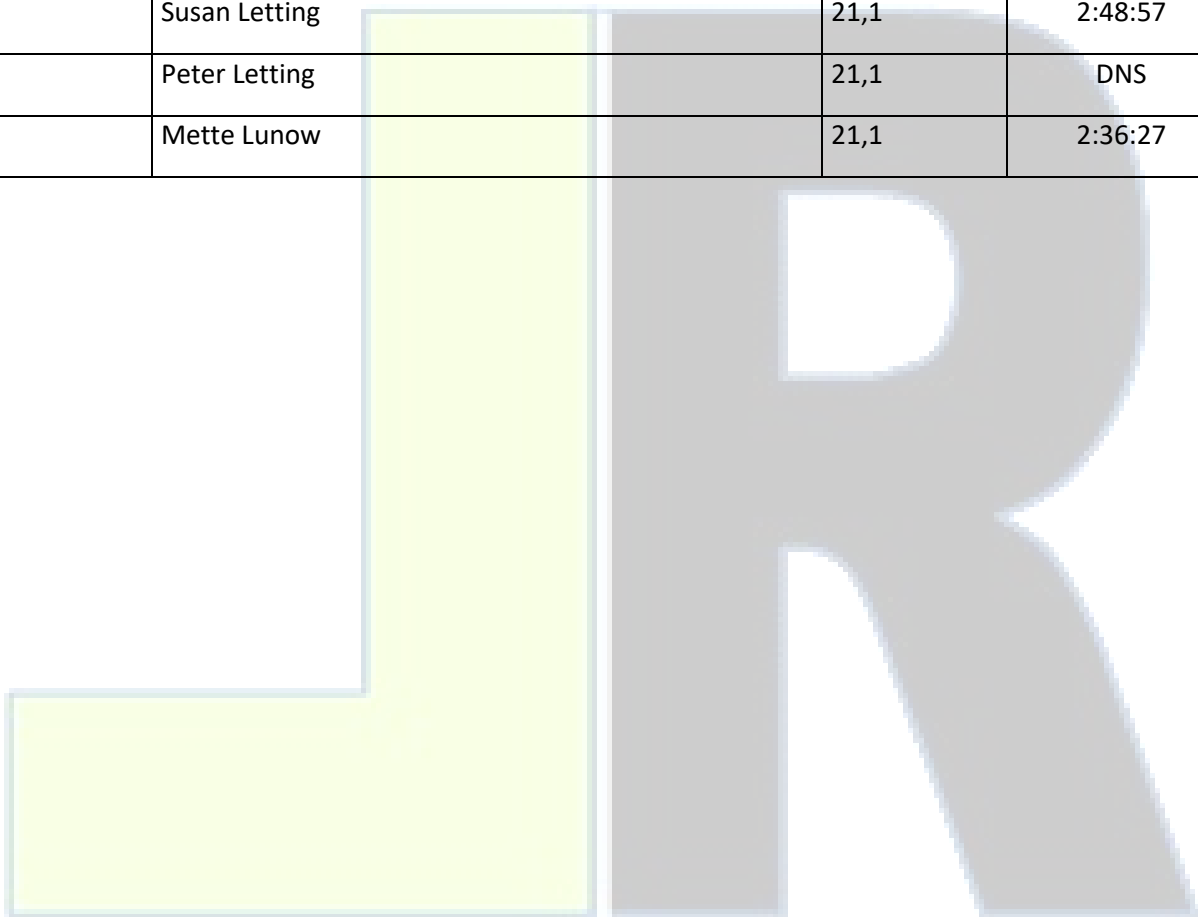 Susan Letting 21,1 2:48:57
Peter Letting 21,1 DNS
Mette Lunow 21,1 2:36:27
JR